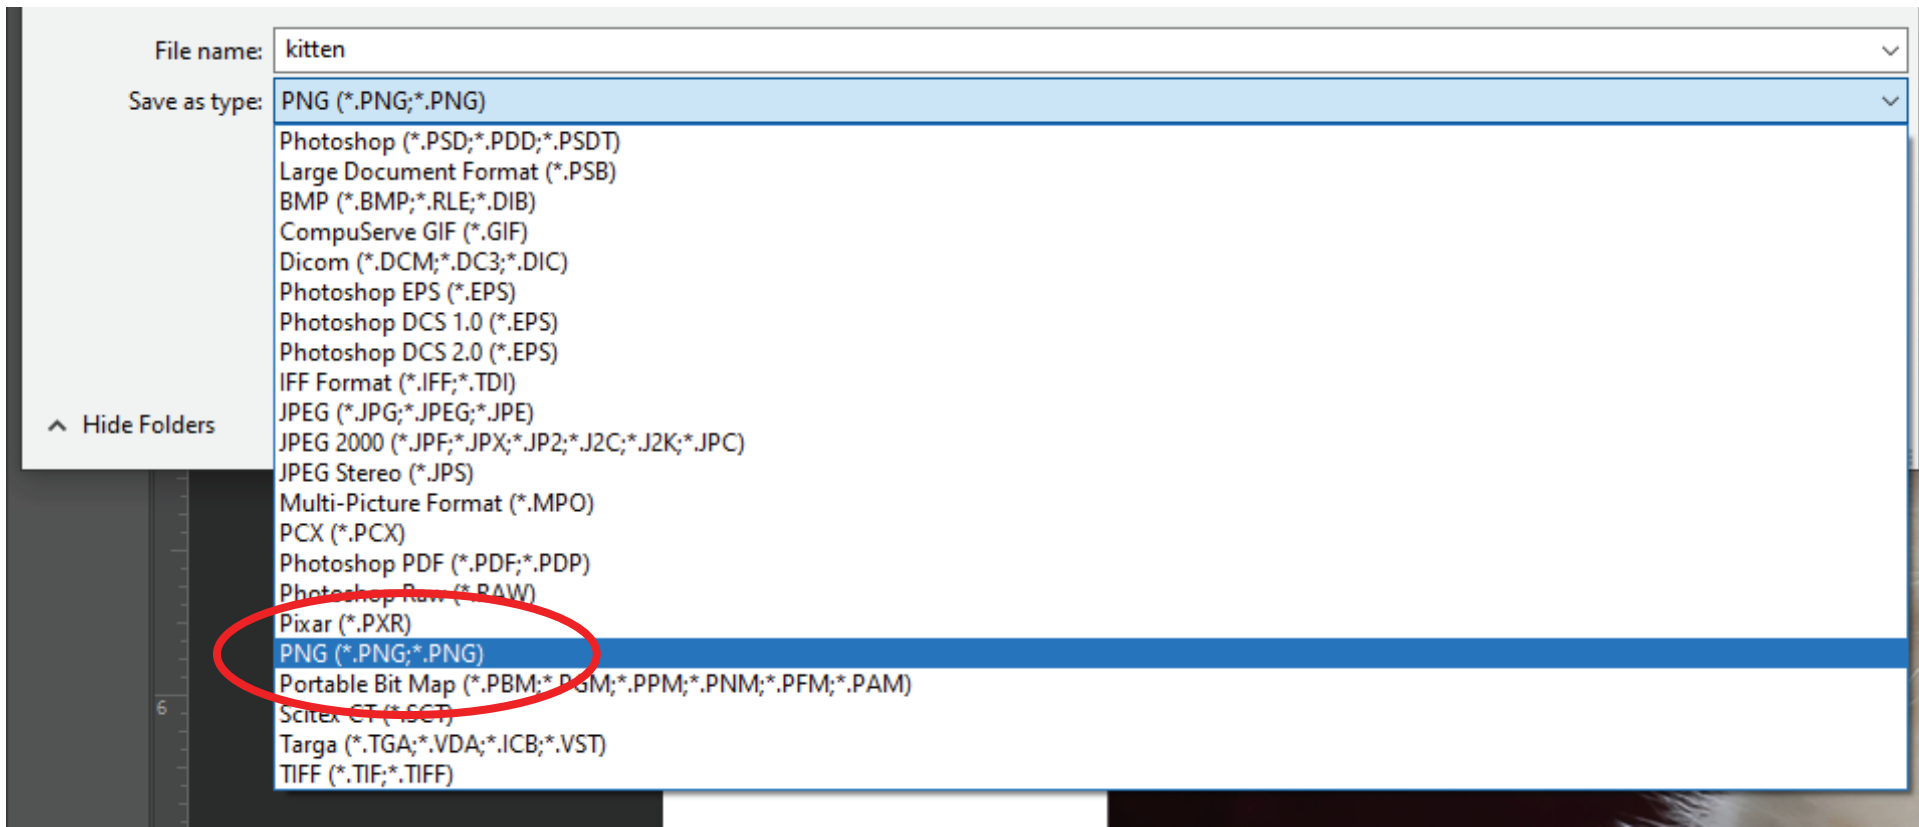 File name: kitten
Save as type: PNG (*.PNG;*.PNG)
Photoshop (*.PSD;*.PDD;*.PSDT)
Large Document Format (*.PSB)
BMP (*.BMP;*.RLE;*.DIB)
CompuServe GIF (*.GIF)
Dicom (*.DCM;*.DC3;*.DIC)
Photoshop EPS (*.EPS)
Photoshop DCS 1.0 (*.EPS)
Photoshop DCS 2.0 (*.EPS)
IFF Format (*.IFF;*.TDI)
JPEG (*.JPG;*.JPEG;*.JPE)
Hide Folders
JPEG 2000 (*.JPF;*.JPX;*.JP2;*.J2C;*.J2K;*.JPC)
JPEG Stereo (*.JPS)
Multi-Picture Format (*.MPO)
PCX (*.PCX)
Photoshop PDF (*.PDF;*.PDP)
Photoshop Raw (*.RAW)
Pixar (*.PXR)
PNG (*.PNG;*.PNG)
Portable Bit Map (*.PBM;*.PGM;*.PPM;*.PNM;*.PFM;*.PAM)
6
Scitex CT (*.SCT)
Targa (*.TGA;*.VDA;*.ICB;*.VST)
TIFF (*.TIF;*.TIFF)